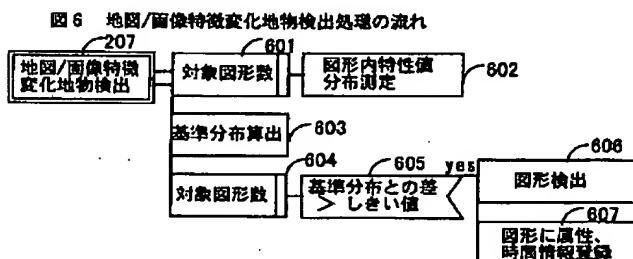 図6 地図/画像特徴変化地物検出処理の流れ
207
地図/画像特徴
変化地物検出
601
対象図形数
図形内特性値
分布測定
602
基準分布算出
603
604
対象図形数
605
基準分布との差
> しきい値
yes
606
図形検出
607
図形に属性、
時間情報登録